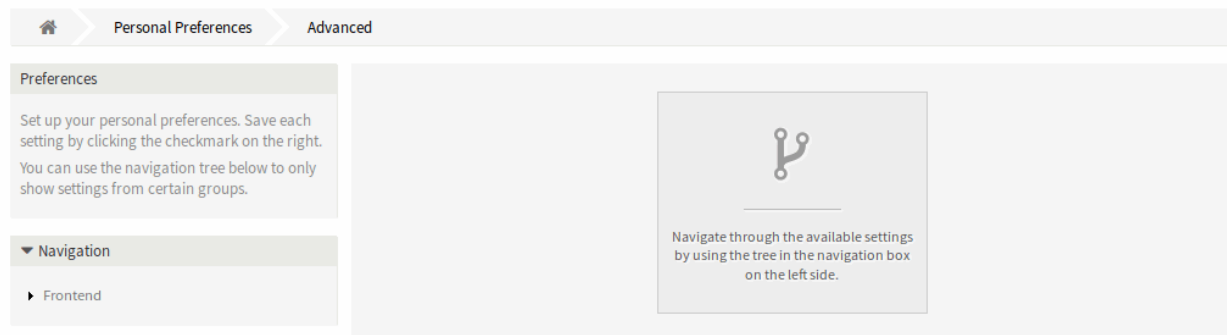 Personal Preferences
Advanced
Preferences
Set up your personal preferences. Save each
setting by clicking the checkmark on the right.
You can use the navigation tree below to only
show settings from certain groups.
Navigation
Frontend
Navigate through the available settings
by using the tree in the navigation box
on the left side.